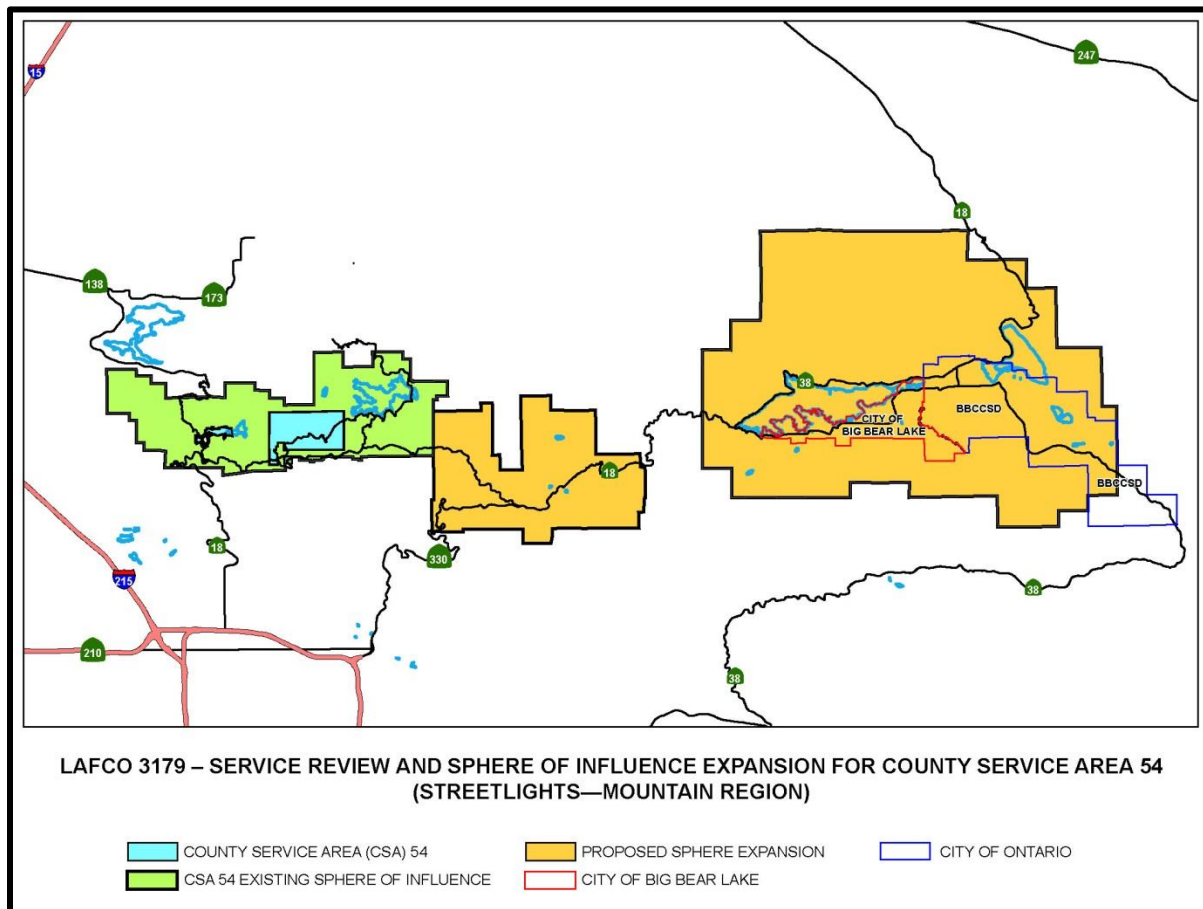 15
247
18
138
173
38
CITY OF
BIG BEAR LAKE
BBCCSD
BBCCSD
18
18
330
215
38
210
38
LAFCO 3179 – SERVICE REVIEW AND SPHERE OF INFLUENCE EXPANSION FOR COUNTY SERVICE AREA 54
(STREETLIGHTS—MOUNTAIN REGION)
COUNTY SERVICE AREA (CSA) 54
PROPOSED SPHERE EXPANSION
CITY OF ONTARIO
CSA 54 EXISTING SPHERE OF INFLUENCE
CITY OF BIG BEAR LAKE